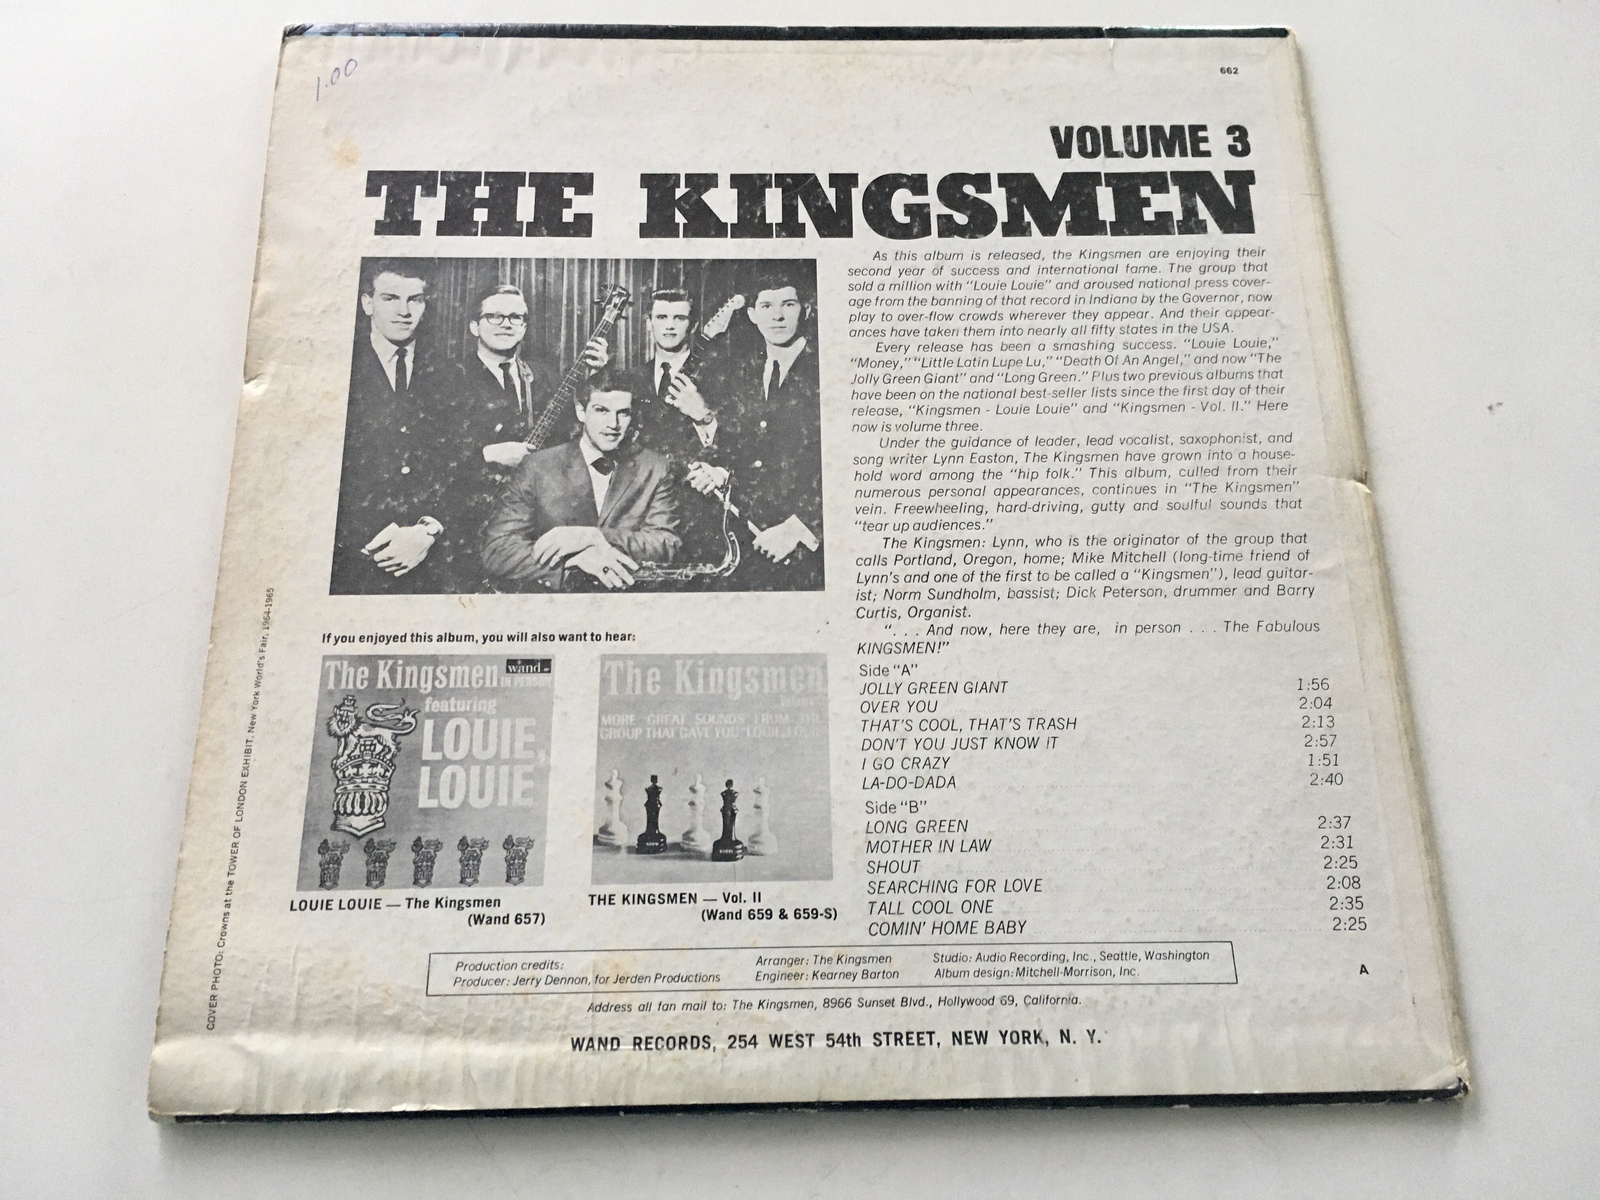 1.00
662
VOLUME 3
THE KINGSMEN
As this album is released, the Kingsmen are enjoying their
second year of success and international fame. The group that
sold a million with "Louie Louie" and aroused national press cover-
age from the banning of that record in Indiana by the Governor, now
play to over-flow crowds wherever they appear. And their appear-
ances have taken them into nearly all fifty states in the USA.
Every release has been a smashing success. "Louie Louie,"
"Money," "Little Latin Lupe Lu," "Death Of An Angel," and now "The
Jolly Green Giant" and "Long Green." Plus two previous albums that
have been on the national best-seller lists since the first day of their
release, "Kingsmen - Louie Louie" and "Kingsmen - Vol. II." Here
now is volume three.
Under the guidance of leader, lead vocalist, saxophonist, and
song writer Lynn Easton, The Kingsmen have grown into a house-
hold word among the "hip folk." This album, culled from their
numerous personal appearances, continues in "The Kingsmen"
vein. Freewheeling, hard-driving, gutty and soulful sounds that
"tear up audiences."
The Kingsmen: Lynn, who is the originator of the group that
calls Portland, Oregon, home; Mike Mitchell (long-time friend of
Lynn's and one of the first to be called a "Kingsmen"), lead guitar-
ist; Norm Sundholm, bassist; Dick Peterson, drummer and Barry
Curtis, Organist.
". . . And now, here they are, in person . . . The Fabulous
KINGSMEN!"
Side "A"
JOLLY GREEN GIANT 1:56
OVER YOU 2:04
THAT'S COOL, THAT'S TRASH 2:13
DON'T YOU JUST KNOW IT 2:57
I GO CRAZY 1:51
LA-DO-DADA 2:40
Side "B"
LONG GREEN 2:37
MOTHER IN LAW 2:31
SHOUT 2:25
SEARCHING FOR LOVE 2:08
TALL COOL ONE 2:35
COMIN' HOME BABY 2:25
If you enjoyed this album, you will also want to hear:
The Kingsmen
wand
IN PERSON
featuring
LOUIE,
LOUIE
LOUIE LOUIE — The Kingsmen
(Wand 657)
The Kingsmen
MORE GREAT SOUNDS FROM THE
GROUP THAT GAVE YOU "LOUIE,
THE KINGSMEN — Vol. II
(Wand 659 & 659-S)
COVER PHOTO: Crowns at the TOWER OF LONDON EXHIBIT, New York World's Fair, 1964-1965
Production credits:
Producer: Jerry Dennon, for Jerden Productions
Arranger: The Kingsmen
Engineer: Kearney Barton
Studio: Audio Recording, Inc., Seattle, Washington
Album design: Mitchell-Morrison, Inc.
A
Address all fan mail to: The Kingsmen, 8966 Sunset Blvd., Hollywood 69, California.
WAND RECORDS, 254 WEST 54th STREET, NEW YORK, N. Y.